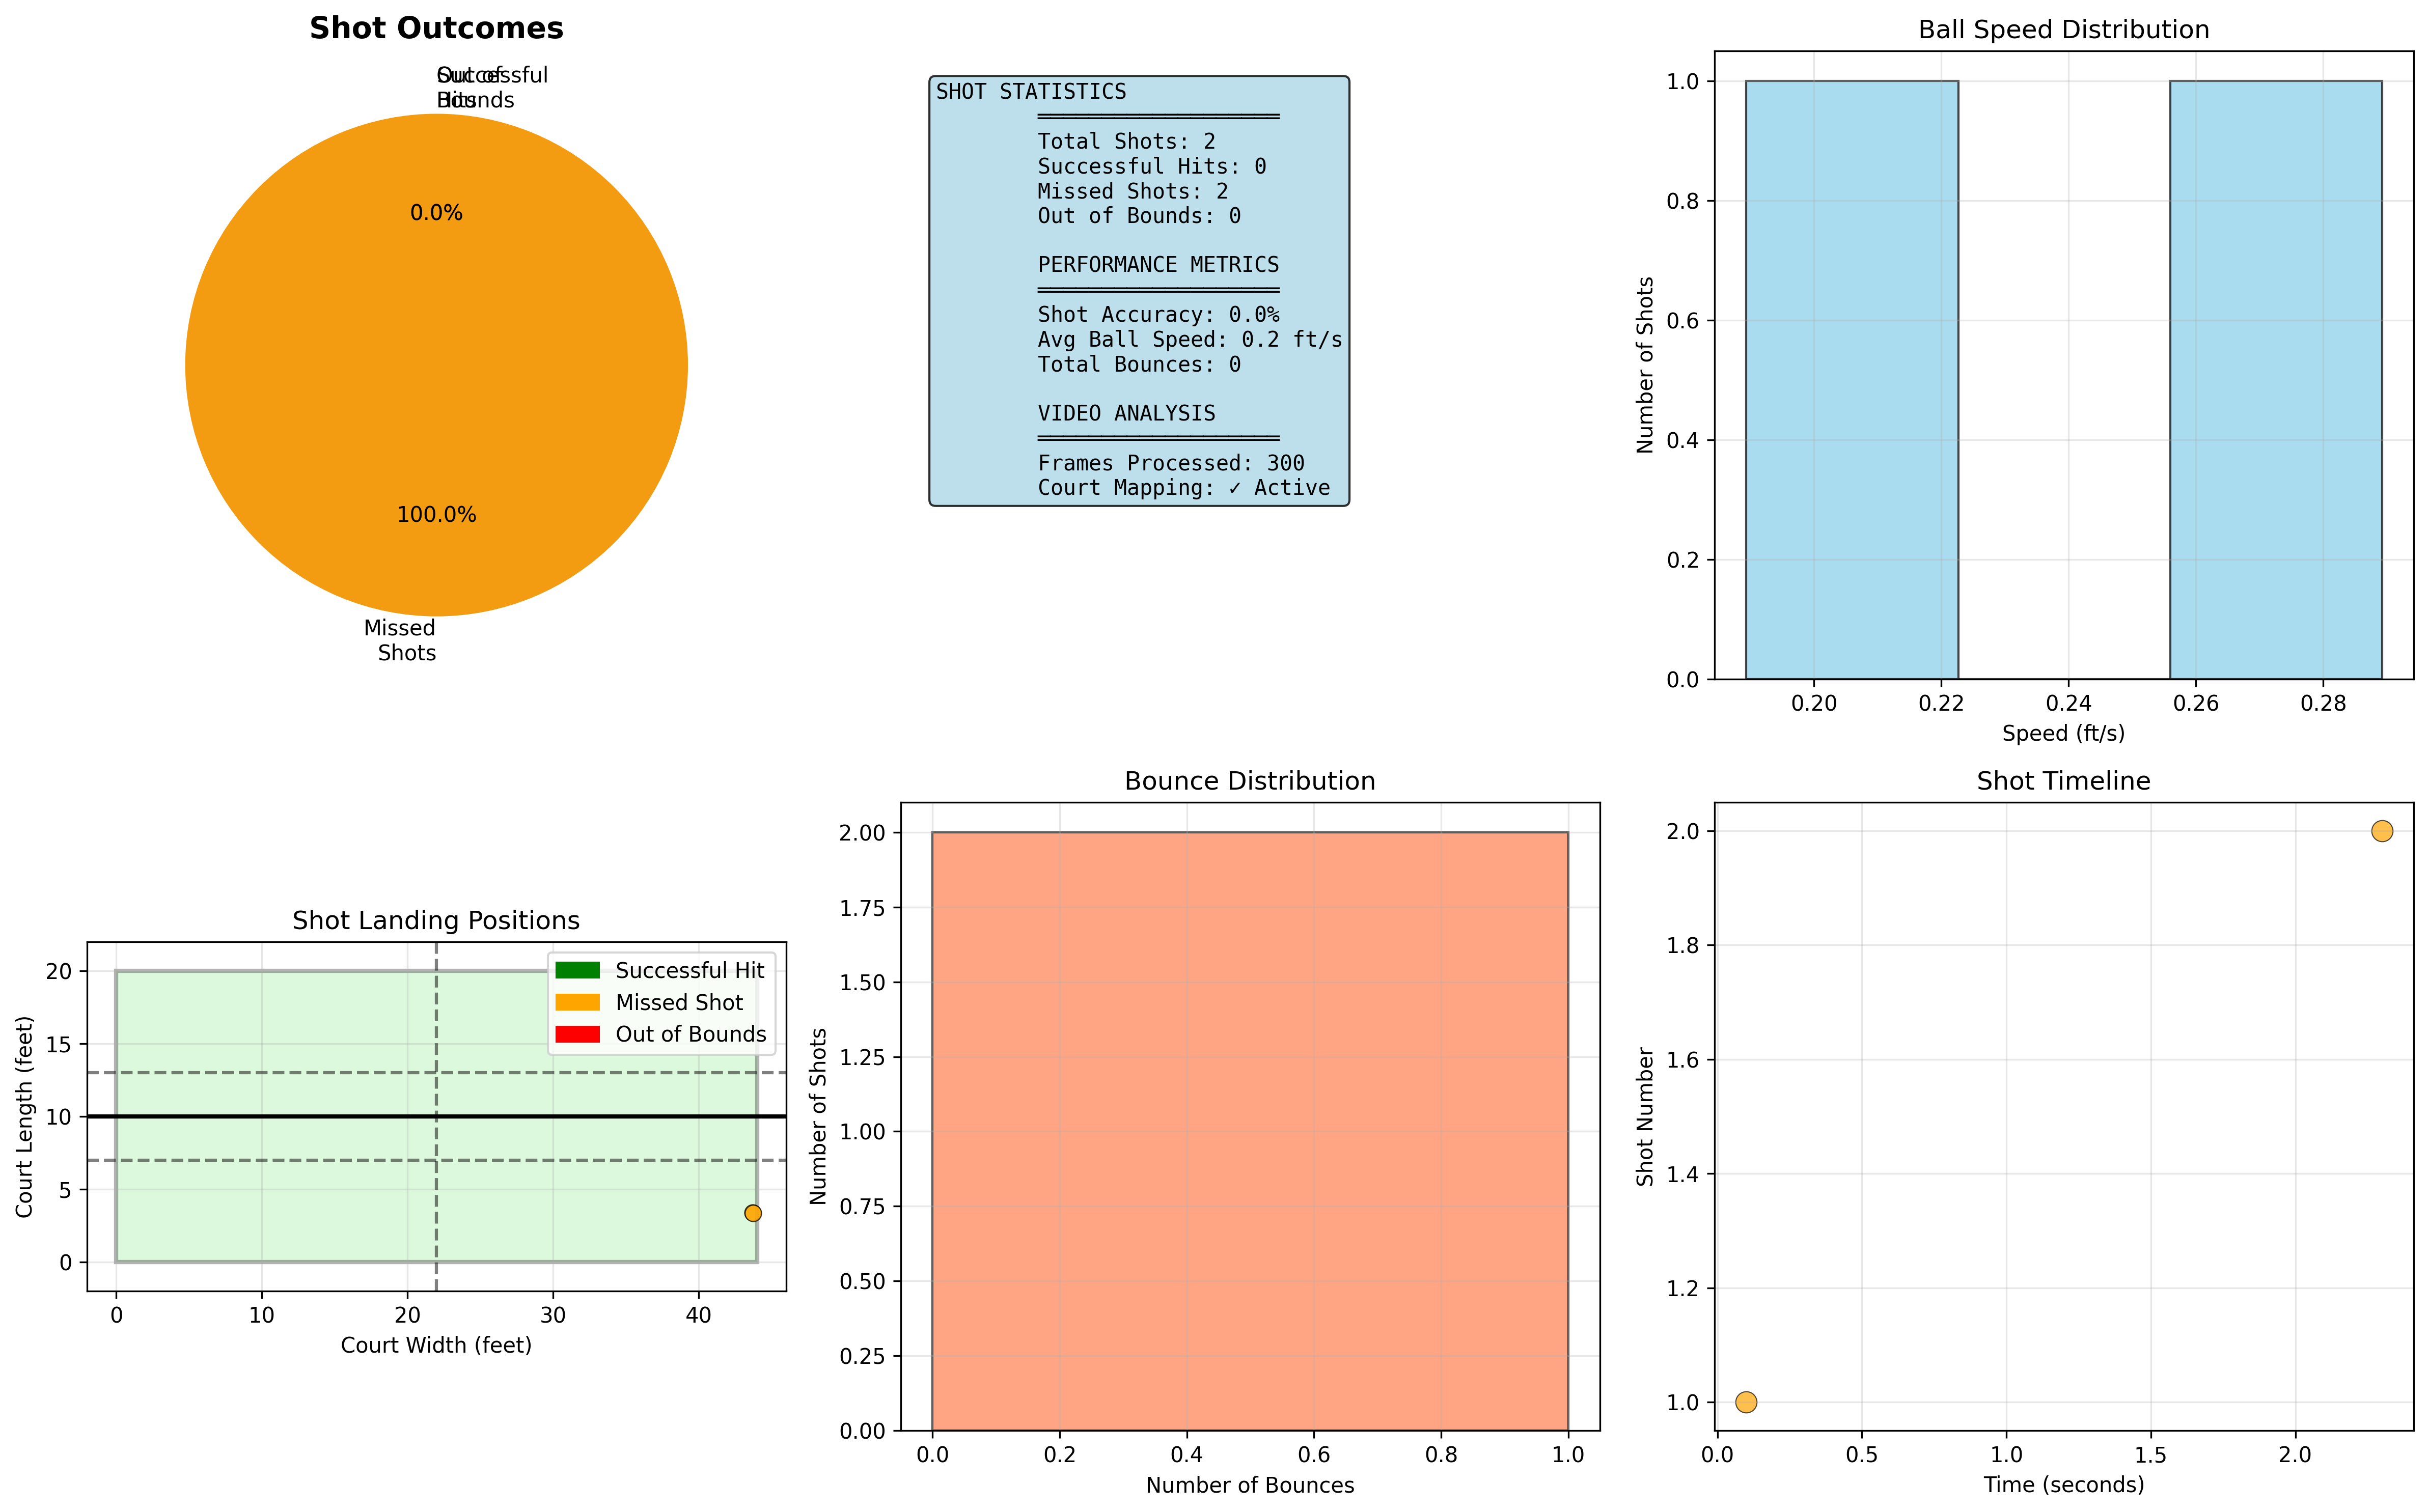 Shot Outcomes
Successful
Hits
Out of
Bounds
0.0%
100.0%
Missed
Shots
SHOT STATISTICS
═══════════════════
Total Shots: 2
Successful Hits: 0
Missed Shots: 2
Out of Bounds: 0
PERFORMANCE METRICS
═══════════════════
Shot Accuracy: 0.0%
Avg Ball Speed: 0.2 ft/s
Total Bounces: 0
VIDEO ANALYSIS
═══════════════════
Frames Processed: 300
Court Mapping: ✓ Active
Ball Speed Distribution
Number of Shots
1.0
0.8
0.6
0.4
0.2
0.0
0.20 0.22 0.24 0.26 0.28
Speed (ft/s)
Shot Landing Positions
Successful Hit
Missed Shot
Out of Bounds
Court Length (feet)
20
15
10
5
0
0 10 20 30 40
Court Width (feet)
Bounce Distribution
Number of Shots
2.00
1.75
1.50
1.25
1.00
0.75
0.50
0.25
0.00
0.0 0.2 0.4 0.6 0.8 1.0
Number of Bounces
Shot Timeline
Shot Number
2.0
1.8
1.6
1.4
1.2
1.0
0.0 0.5 1.0 1.5 2.0
Time (seconds)